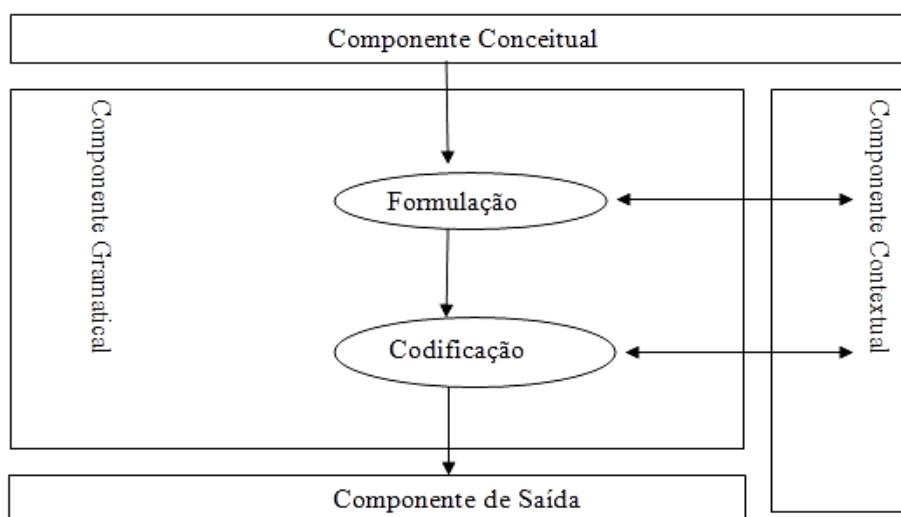 Componente Conceitual
Componente Gramatical
Formulação
Codificação
Componente Contextual
Componente de Saída